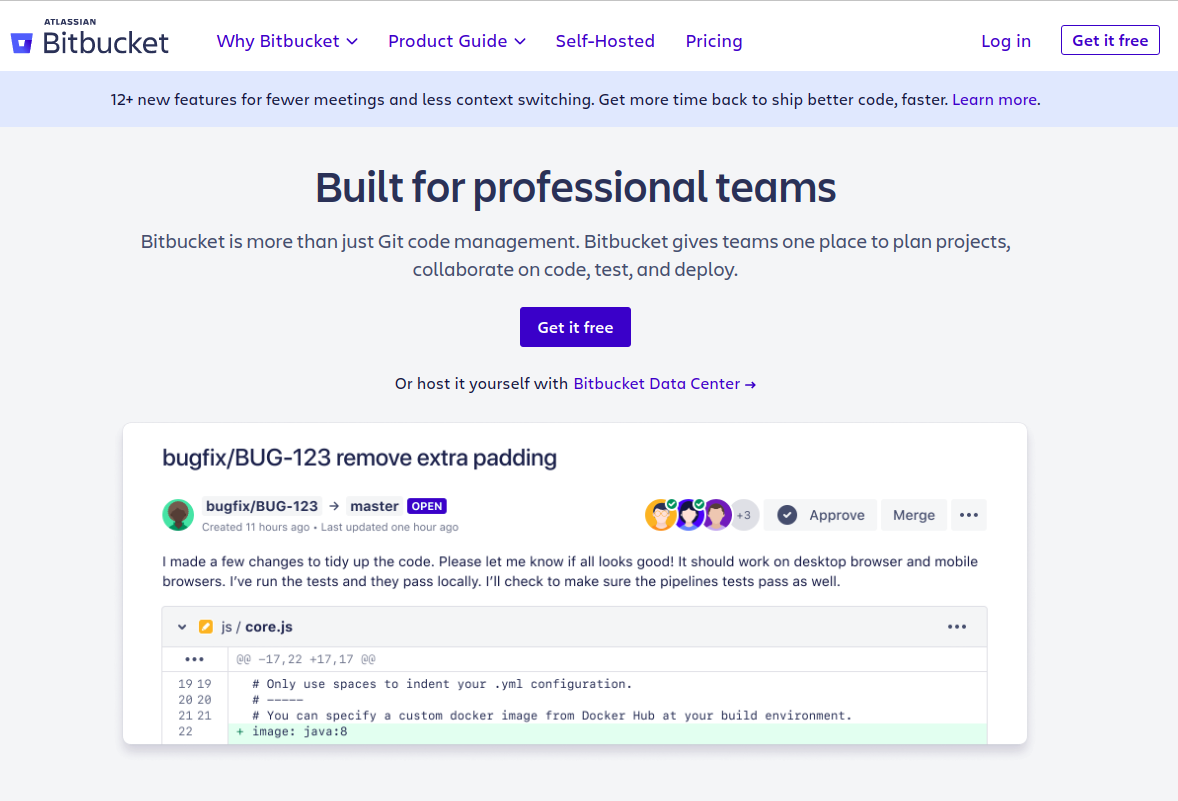 ATLASSIAN
Bitbucket
Why Bitbucket
Product Guide
Self-Hosted
Pricing
Log in
Get it free
12+ new features for fewer meetings and less context switching. Get more time back to ship better code, faster. Learn more.
Built for professional teams
Bitbucket is more than just Git code management. Bitbucket gives teams one place to plan projects,
collaborate on code, test, and deploy.
Get it free
Or host it yourself with Bitbucket Data Center →
bugfix/BUG-123 remove extra padding
bugfix/BUG-123 → master OPEN
Created 11 hours ago • Last updated one hour ago
+3
Approve
Merge
•••
I made a few changes to tidy up the code. Please let me know if all looks good! It should work on desktop browser and mobile
browsers. I’ve run the tests and they pass locally. I’ll check to make sure the pipelines tests pass as well.
js / core.js
•••
••• @@ -17,22 +17,17 @@
19 19 # Only use spaces to indent your .yml configuration.
20 20 # -----
21 21 # You can specify a custom docker image from Docker Hub at your build environment.
22 + image: java:8